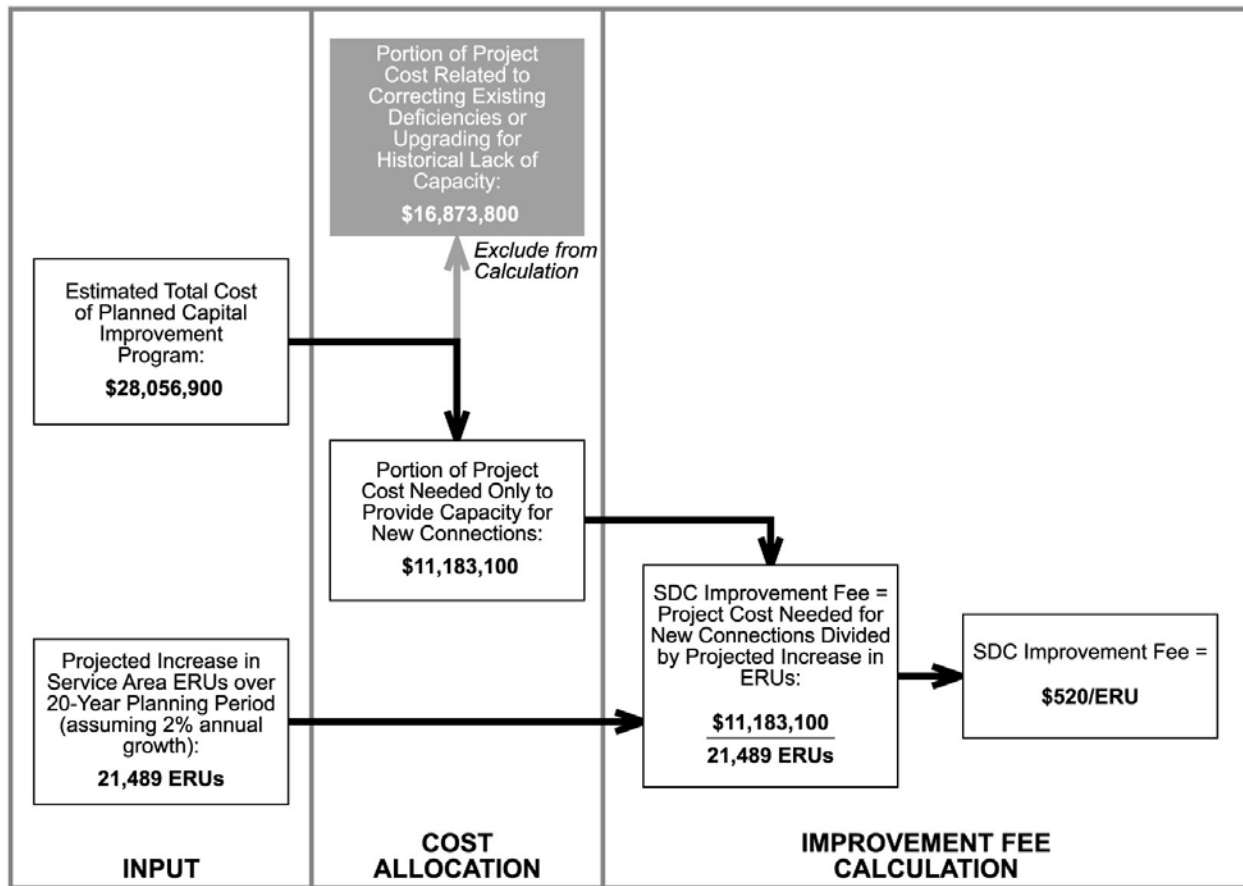 Portion of Project
Cost Related to
Correcting Existing
Deficiencies or
Upgrading for
Historical Lack of
Capacity:
$16,873,800
Exclude from
Calculation
Estimated Total Cost
of Planned Capital
Improvement
Program:
$28,056,900
Portion of Project
Cost Needed Only to
Provide Capacity for
New Connections:
$11,183,100
Projected Increase in
Service Area ERUs over
20-Year Planning Period
(assuming 2% annual
growth):
21,489 ERUs
SDC Improvement Fee =
Project Cost Needed for
New Connections Divided
by Projected Increase in
ERUs:
$11,183,100
21,489 ERUs
SDC Improvement Fee =
$520/ERU
INPUT
COST
ALLOCATION
IMPROVEMENT FEE
CALCULATION